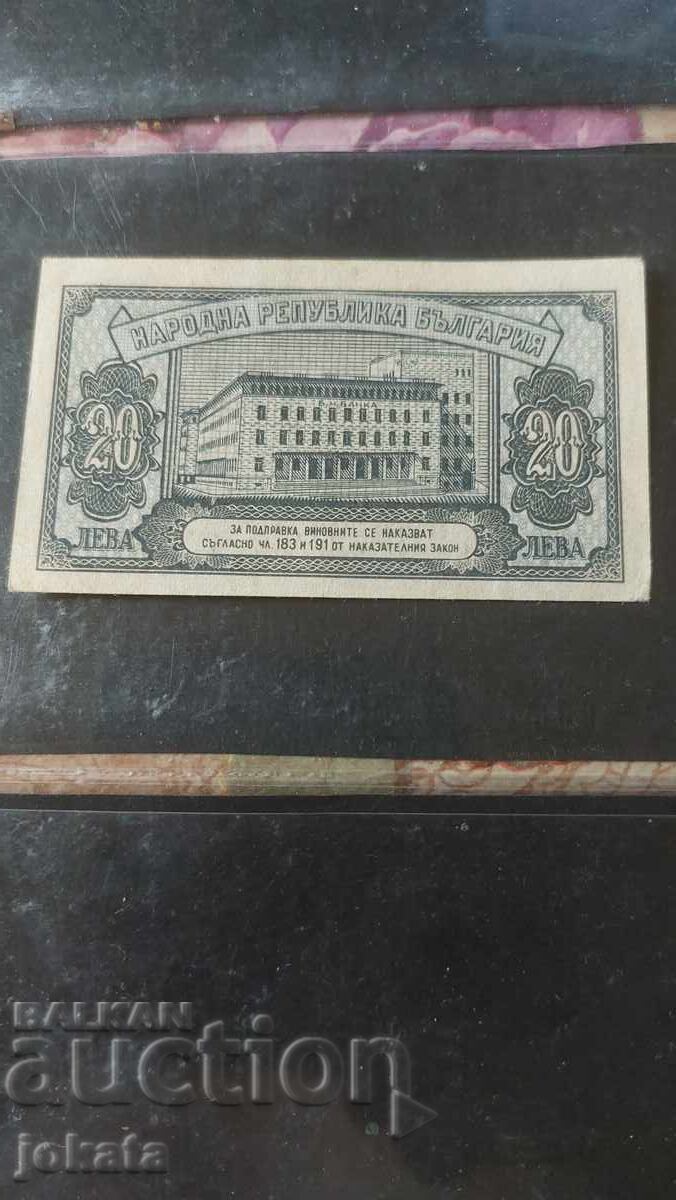 НАРОДНА РЕПУБЛИКА БЪЛГАРИЯ
20
20
ЛЕВА
ЛЕВА
ЗА ПОДПРАВКА ВИНОВНИТЕ СЕ НАКАЗВАТ
СЪГЛАСНО ЧЛ. 183 И 191 ОТ НАКАЗАТЕЛНИЯ ЗАКОН
BALKAN
auction
jokata